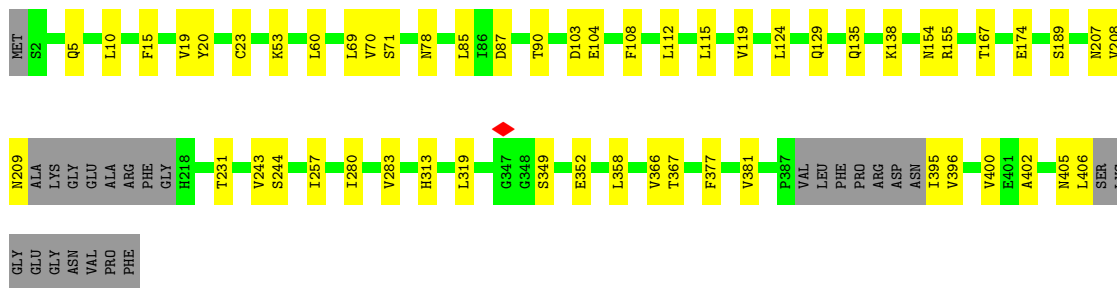 MET S2 Q5 L10 F15 V19 Y20 C23 K53 L60 L69 V70 S71 N78 L85 I86 D87 T90 D103 E104 F108 L112 L115 V119 L124 Q129 Q135 K138 N154 R155 T167 E174 S189 N207 V208
N209 ALA LYS GLY GLU ALA ARG PHE GLY H218 T231 V243 S244 I257 I280 V283 H313 L319 G347 G348 S349 E352 L358 V366 T367 F377 V381 P387 VAL LEU PHE PRO ARG ASP ASN I395 V396 V400 E401 A402 N405 L406 SER
GLY GLU GLY ASN VAL PRO PHE